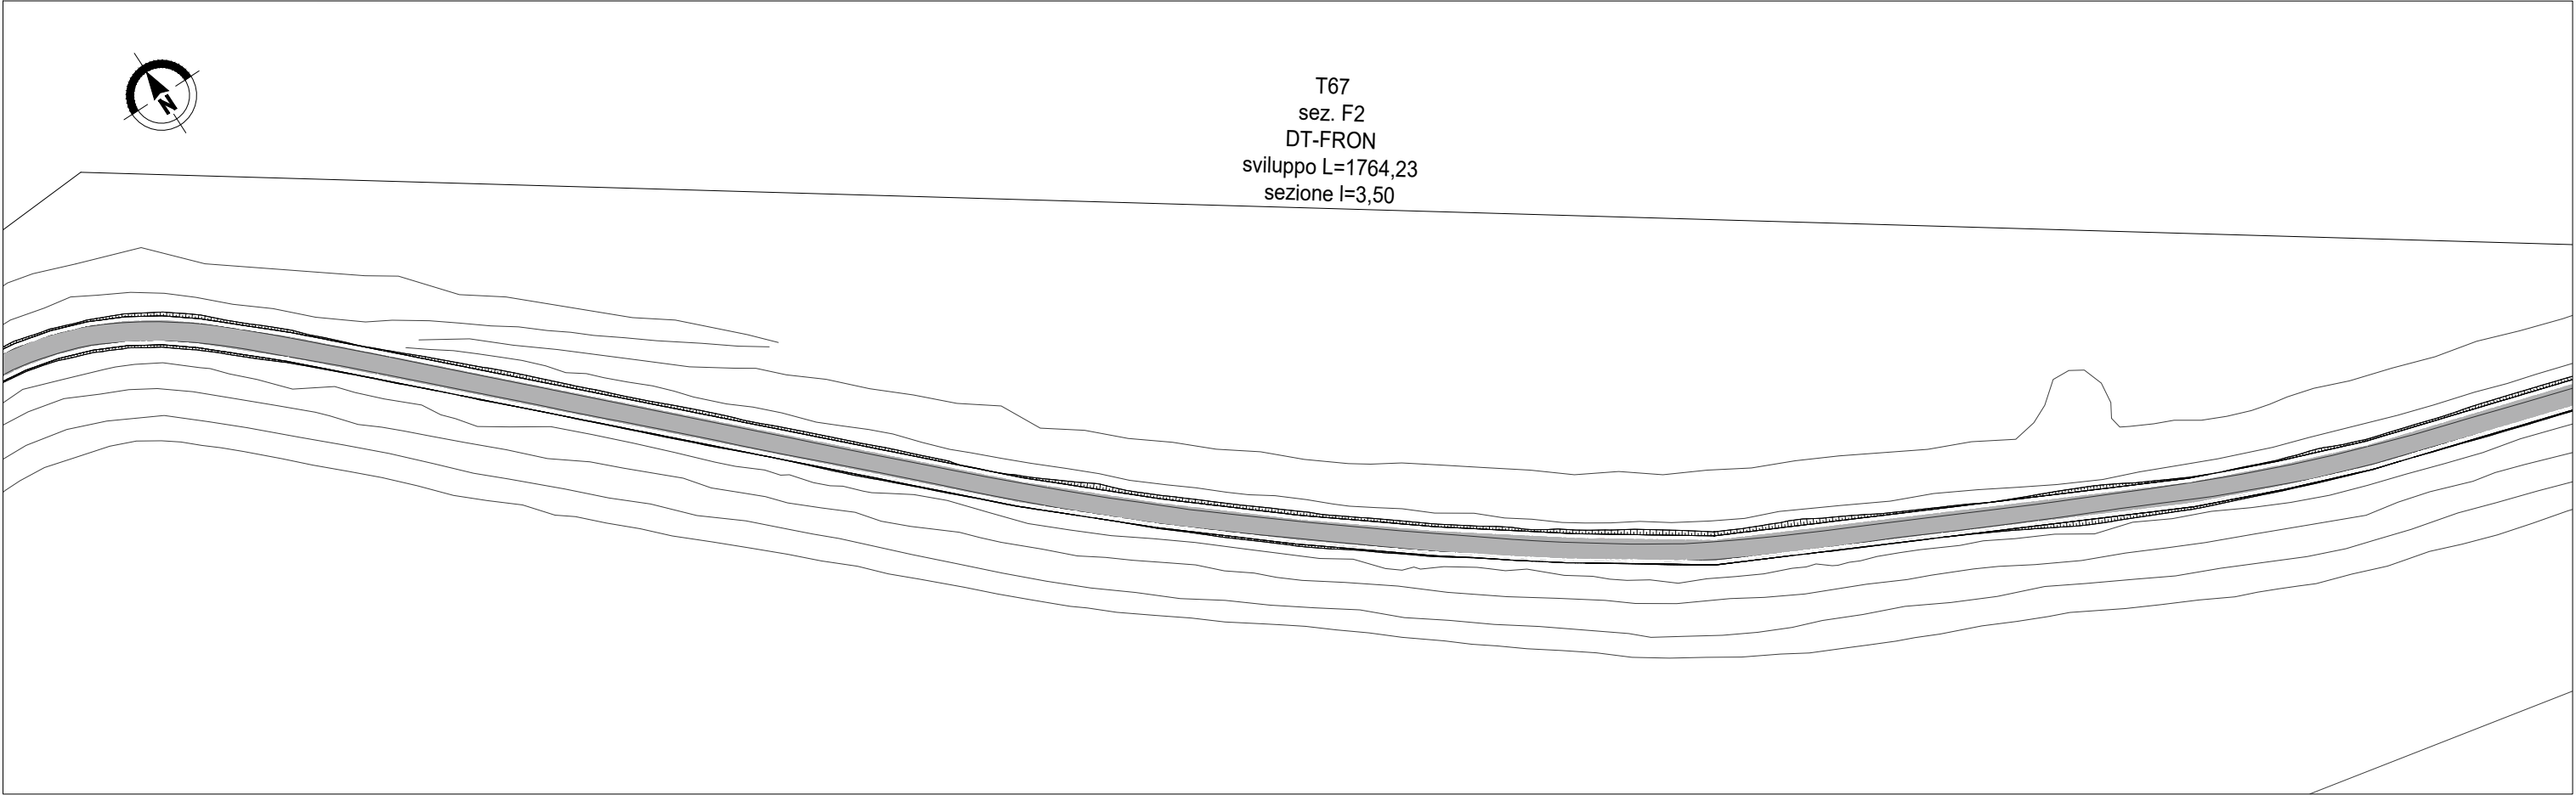 N
T67
sez. F2
DT-FRON
sviluppo L=1764,23
sezione l=3,50